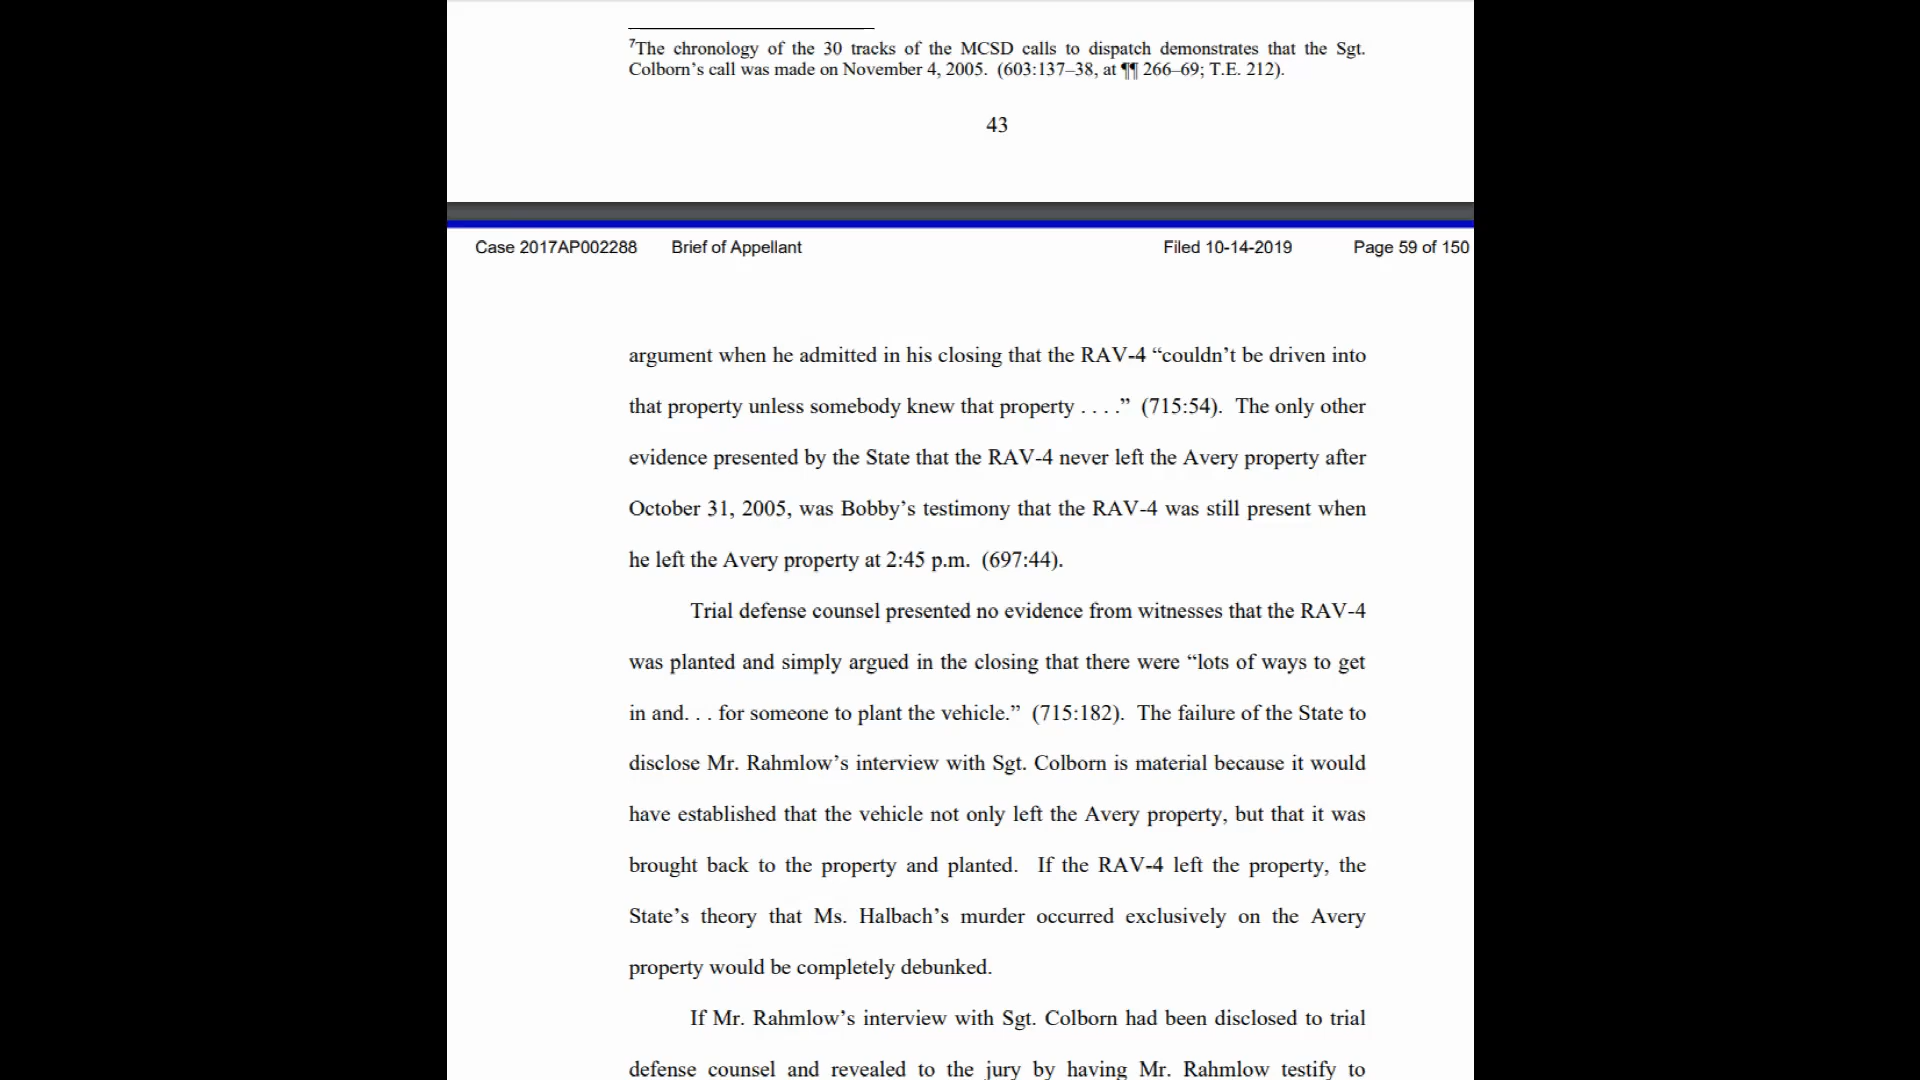 ⁷The chronology of the 30 tracks of the MCSD calls to dispatch demonstrates that the Sgt.
Colborn’s call was made on November 4, 2005. (603:137–38, at ¶¶ 266–69; T.E. 212).
43
Case 2017AP002288 Brief of Appellant Filed 10-14-2019 Page 59 of 150
argument when he admitted in his closing that the RAV-4 “couldn’t be driven into
that property unless somebody knew that property . . . .” (715:54). The only other
evidence presented by the State that the RAV-4 never left the Avery property after
October 31, 2005, was Bobby’s testimony that the RAV-4 was still present when
he left the Avery property at 2:45 p.m. (697:44).
Trial defense counsel presented no evidence from witnesses that the RAV-4
was planted and simply argued in the closing that there were “lots of ways to get
in and. . . for someone to plant the vehicle.” (715:182). The failure of the State to
disclose Mr. Rahmlow’s interview with Sgt. Colborn is material because it would
have established that the vehicle not only left the Avery property, but that it was
brought back to the property and planted. If the RAV-4 left the property, the
State’s theory that Ms. Halbach’s murder occurred exclusively on the Avery
property would be completely debunked.
If Mr. Rahmlow’s interview with Sgt. Colborn had been disclosed to trial
defense counsel and revealed to the jury by having Mr. Rahmlow testify to